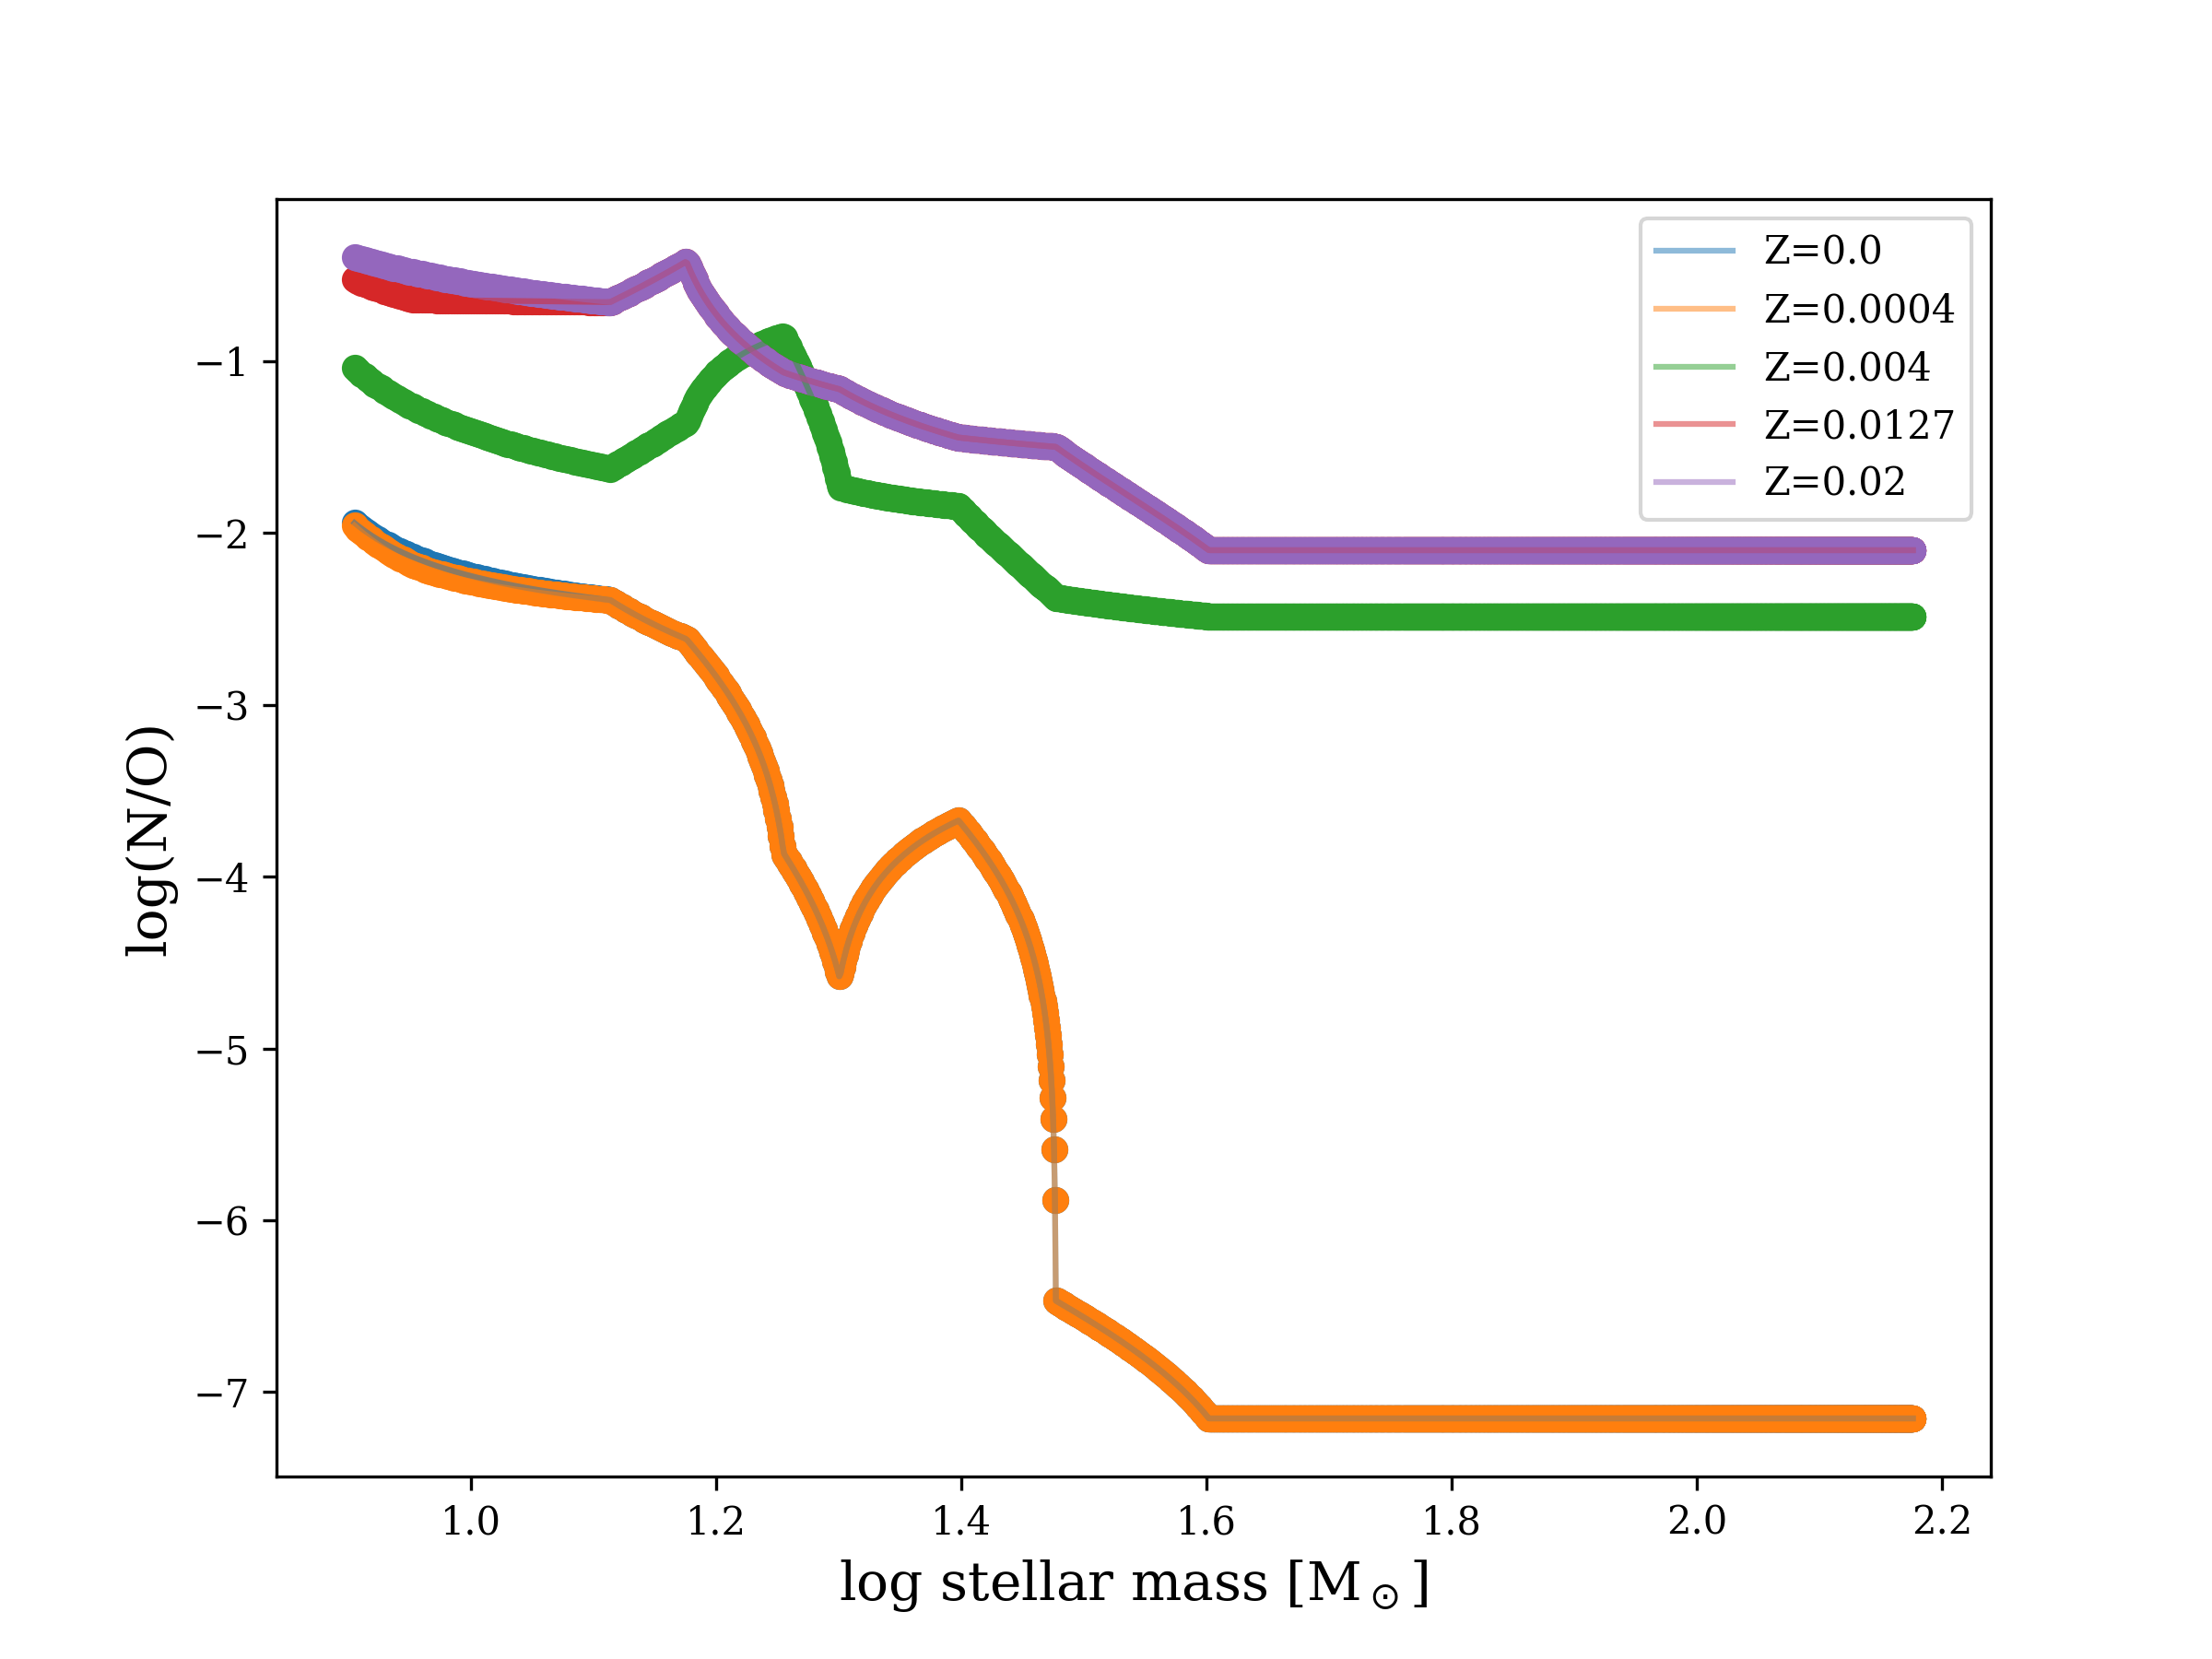 Z=0.0
Z=0.0004
Z=0.004
Z=0.0127
Z=0.02
−1
−2
−3
−4
−5
−6
−7
log(N/O)
1.0 1.2 1.4 1.6 1.8 2.0 2.2
log stellar mass [M⊙]